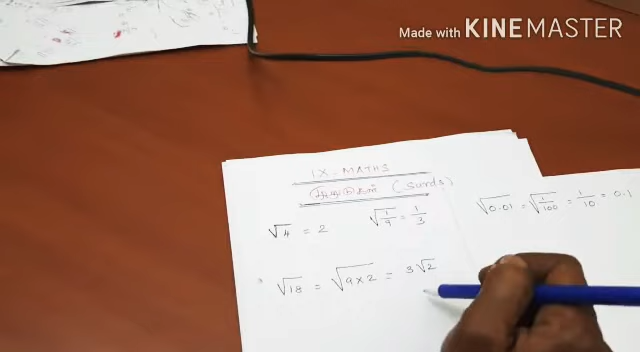 Made with KINEMASTER
IX - MATHS
(Surds)
√4 = 2
√1/9 = 1/3
√0.01 = √1/100 = 1/10 = 0.1
√18 = √9×2 = 3√2